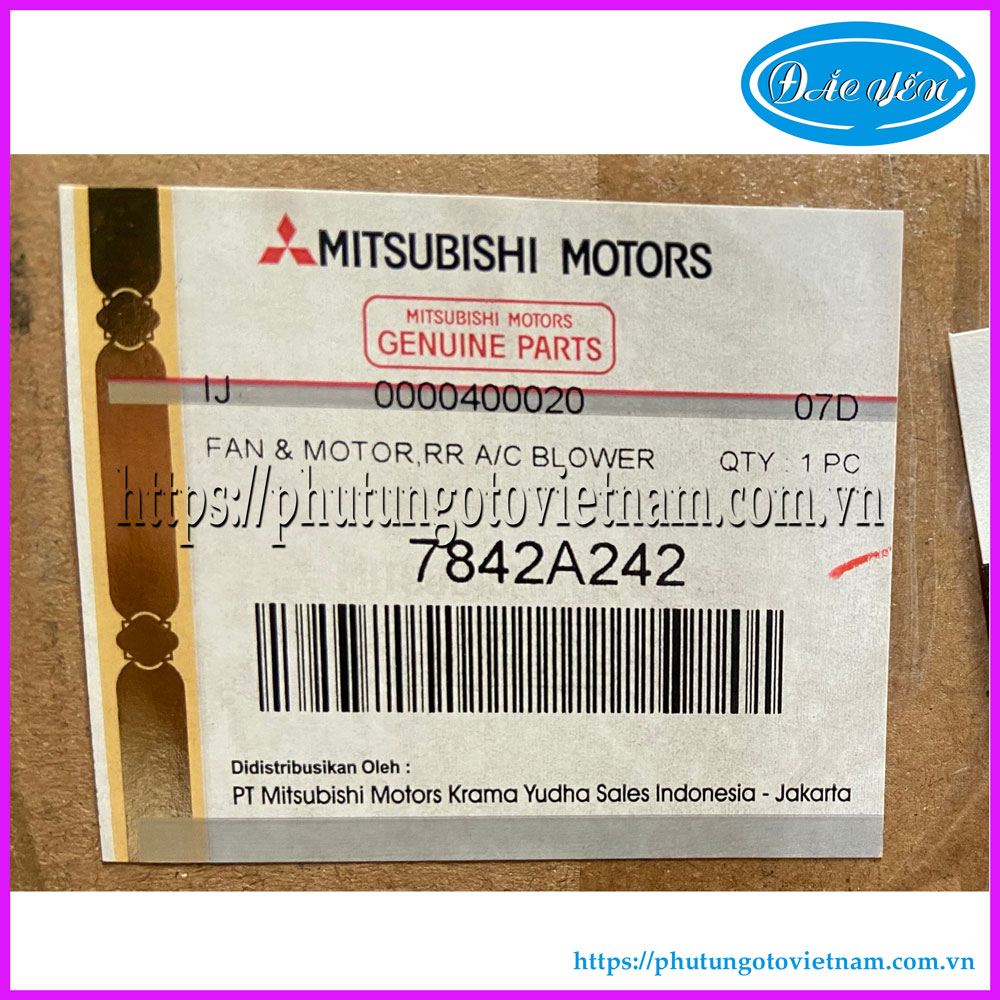 ĐẮC YẾN
MITSUBISHI MOTORS
MITSUBISHI MOTORS
GENUINE PARTS
IJ 0000400020 07D
FAN & MOTOR,RR A/C BLOWER QTY : 1 PC
https://phutungotovietnam.com.vn
7842A242
Didistribusikan Oleh :
PT Mitsubishi Motors Krama Yudha Sales Indonesia - Jakarta
https://phutungotovietnam.com.vn